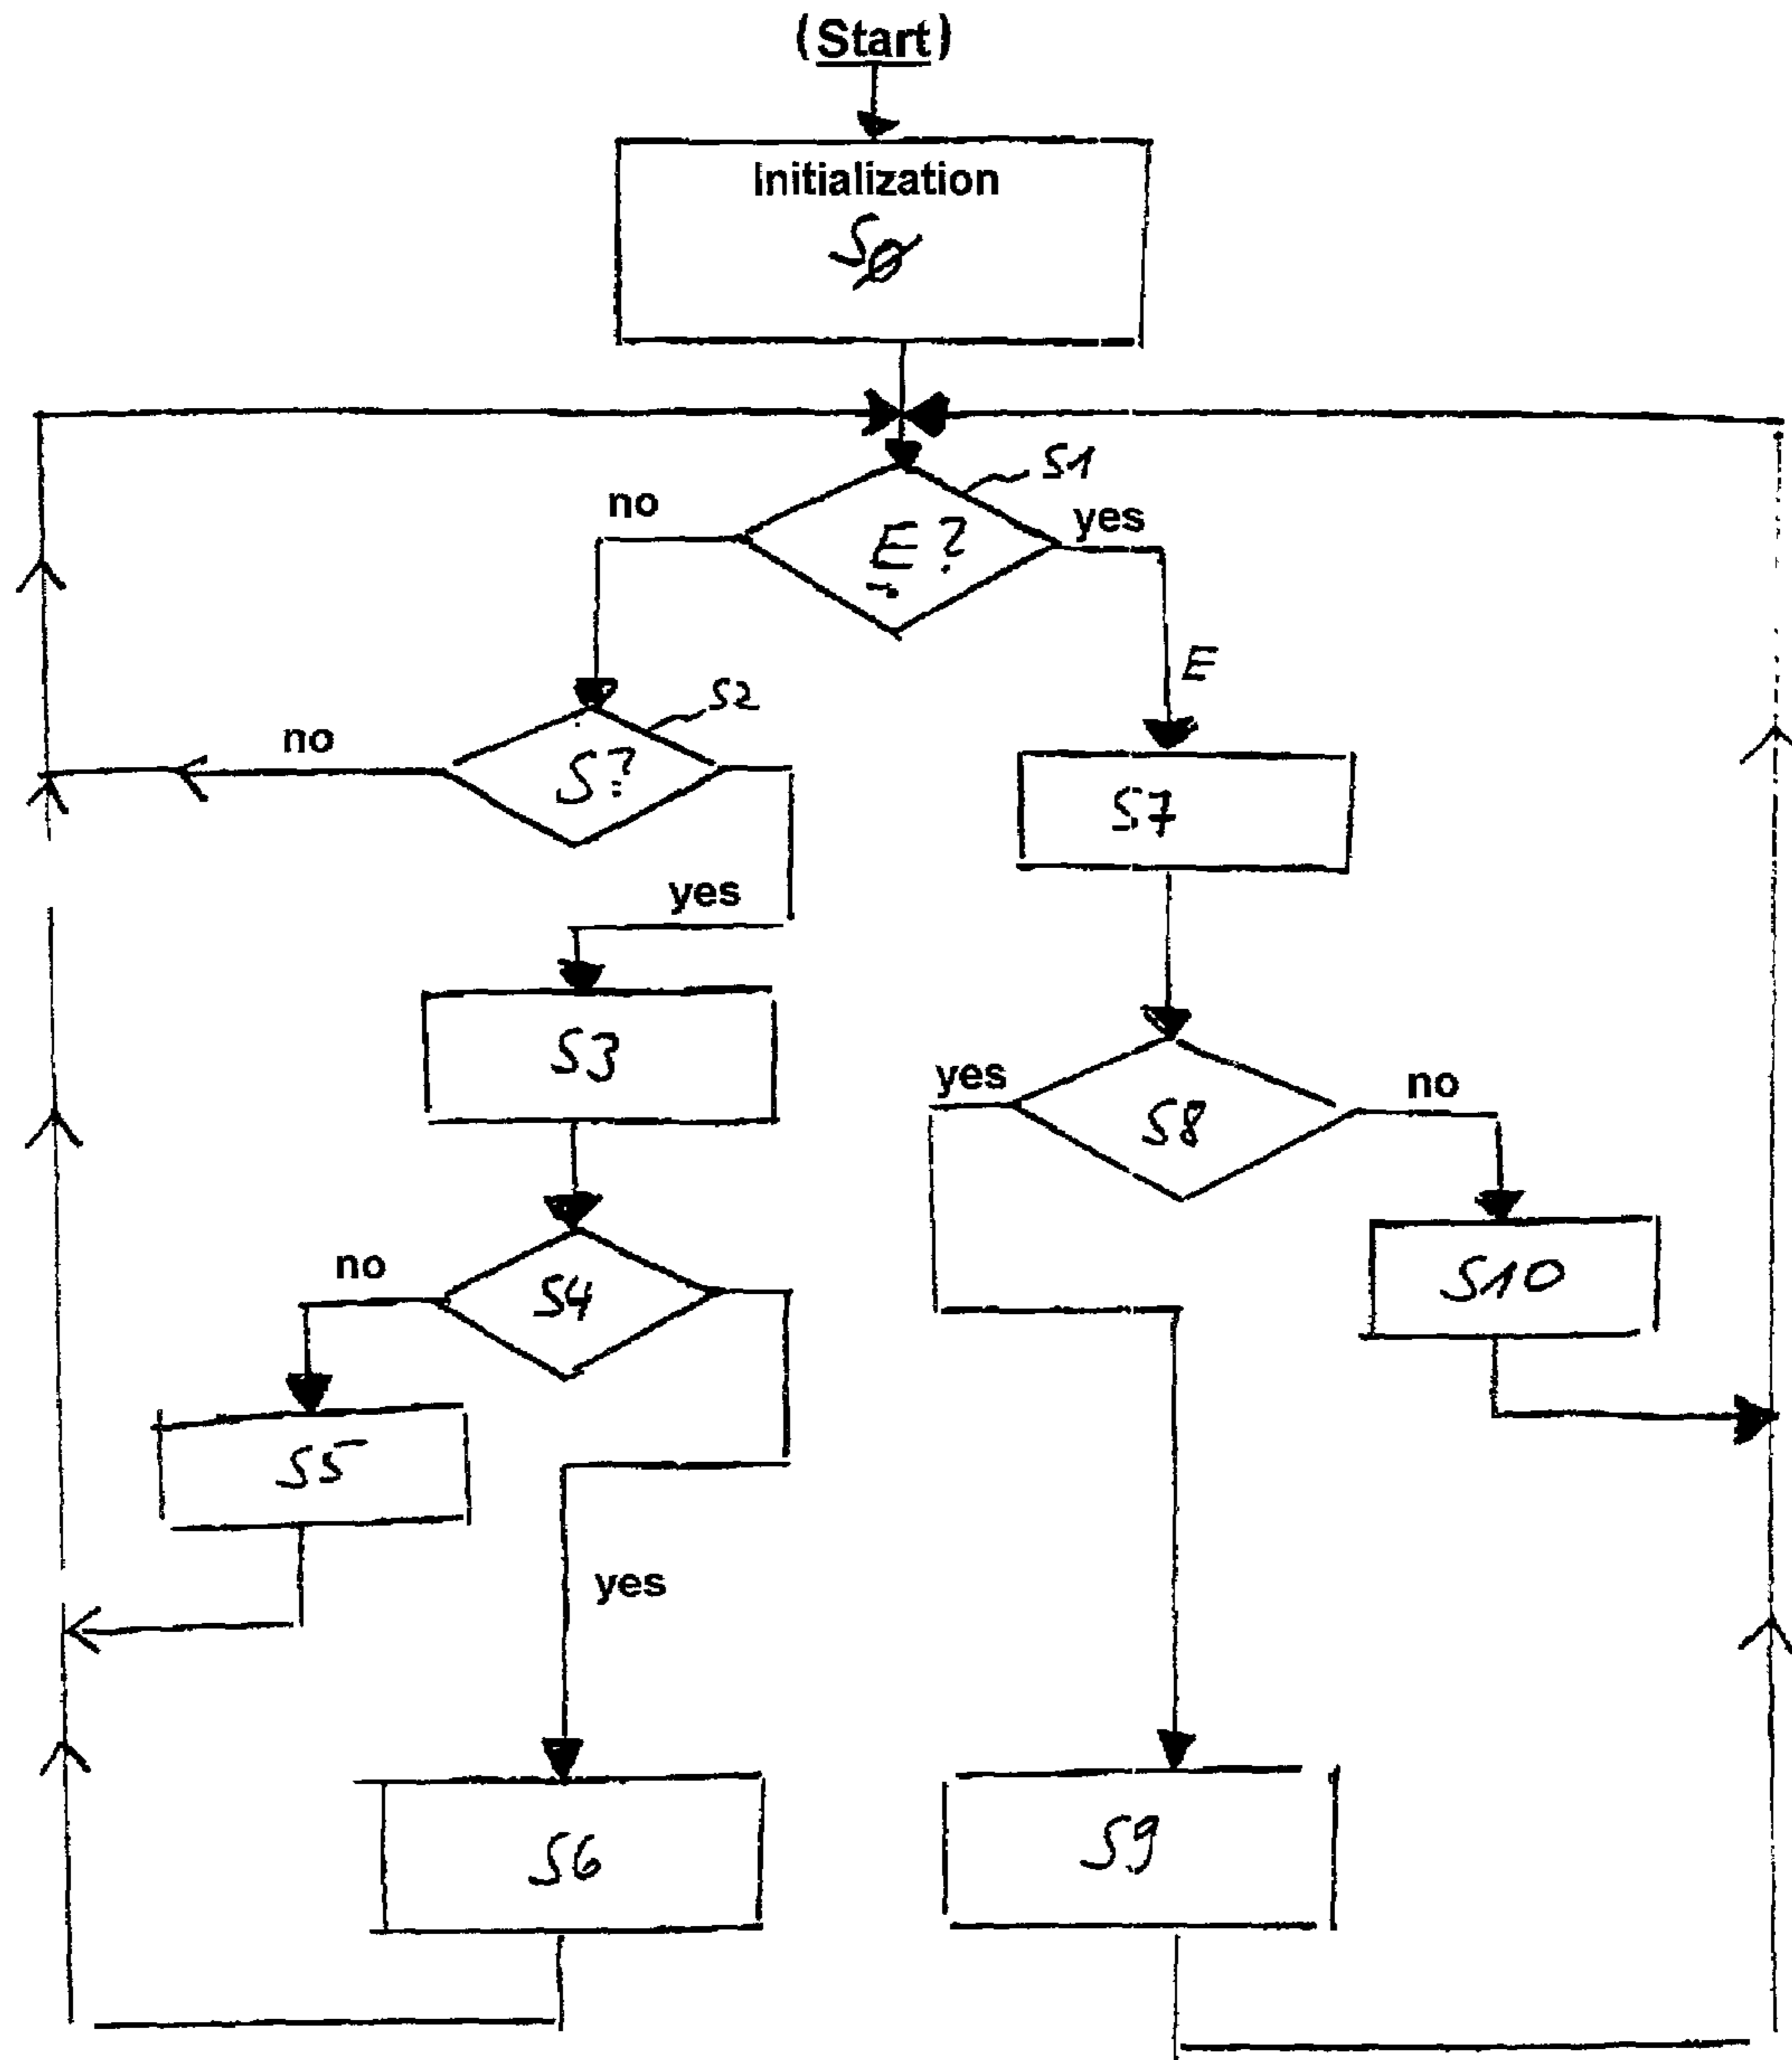 (Start)
Initialization
S0
S1
no
E?
yes
E
S2
no
S?
S7
yes
S3
yes
S8
no
no
S4
S10
S5
yes
S6
S9